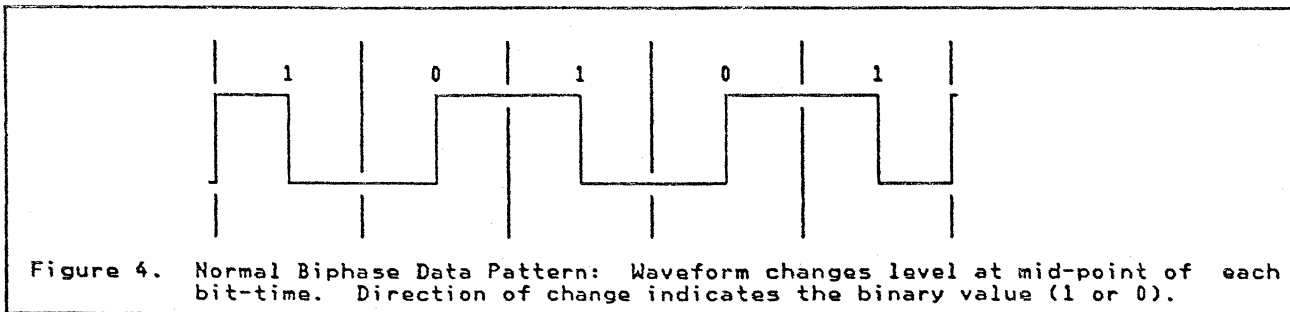 1 0 1 0 1
Figure 4. Normal Biphase Data Pattern: Waveform changes level at mid-point of each
bit-time. Direction of change indicates the binary value (1 or 0).